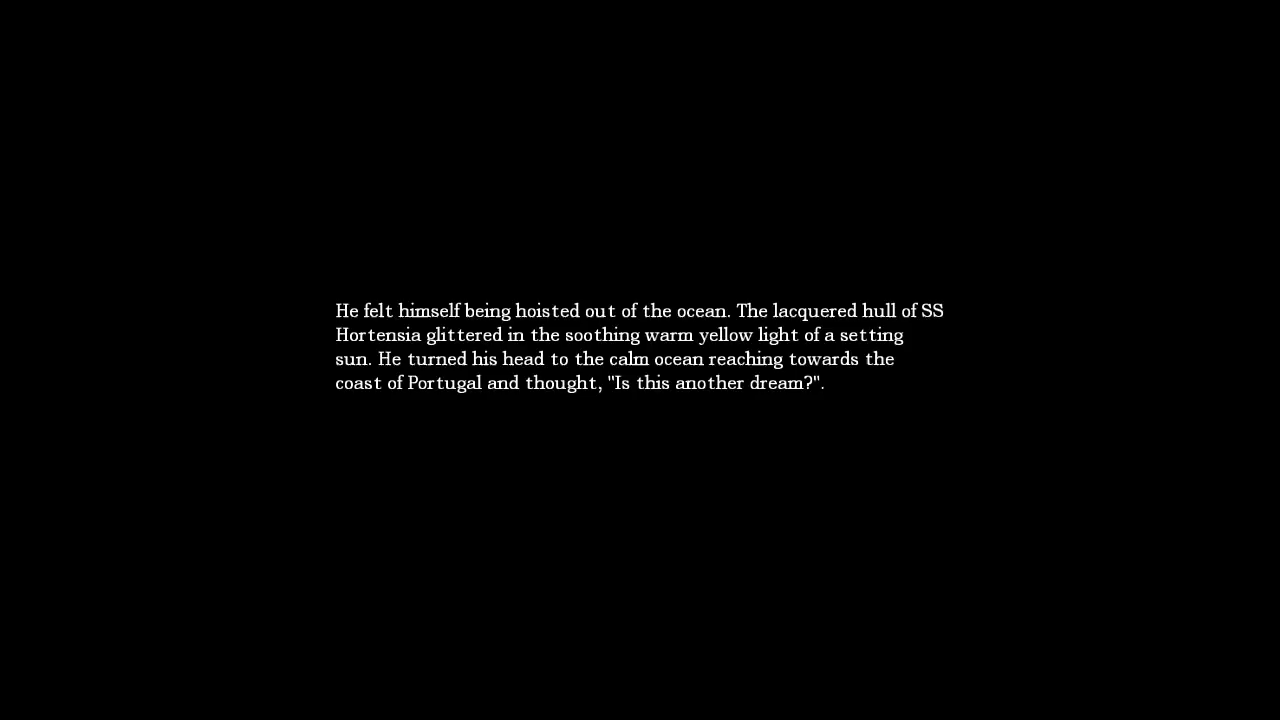 He felt himself being hoisted out of the ocean. The lacquered hull of SS
Hortensia glittered in the soothing warm yellow light of a setting
sun. He turned his head to the calm ocean reaching towards the
coast of Portugal and thought, "Is this another dream?".